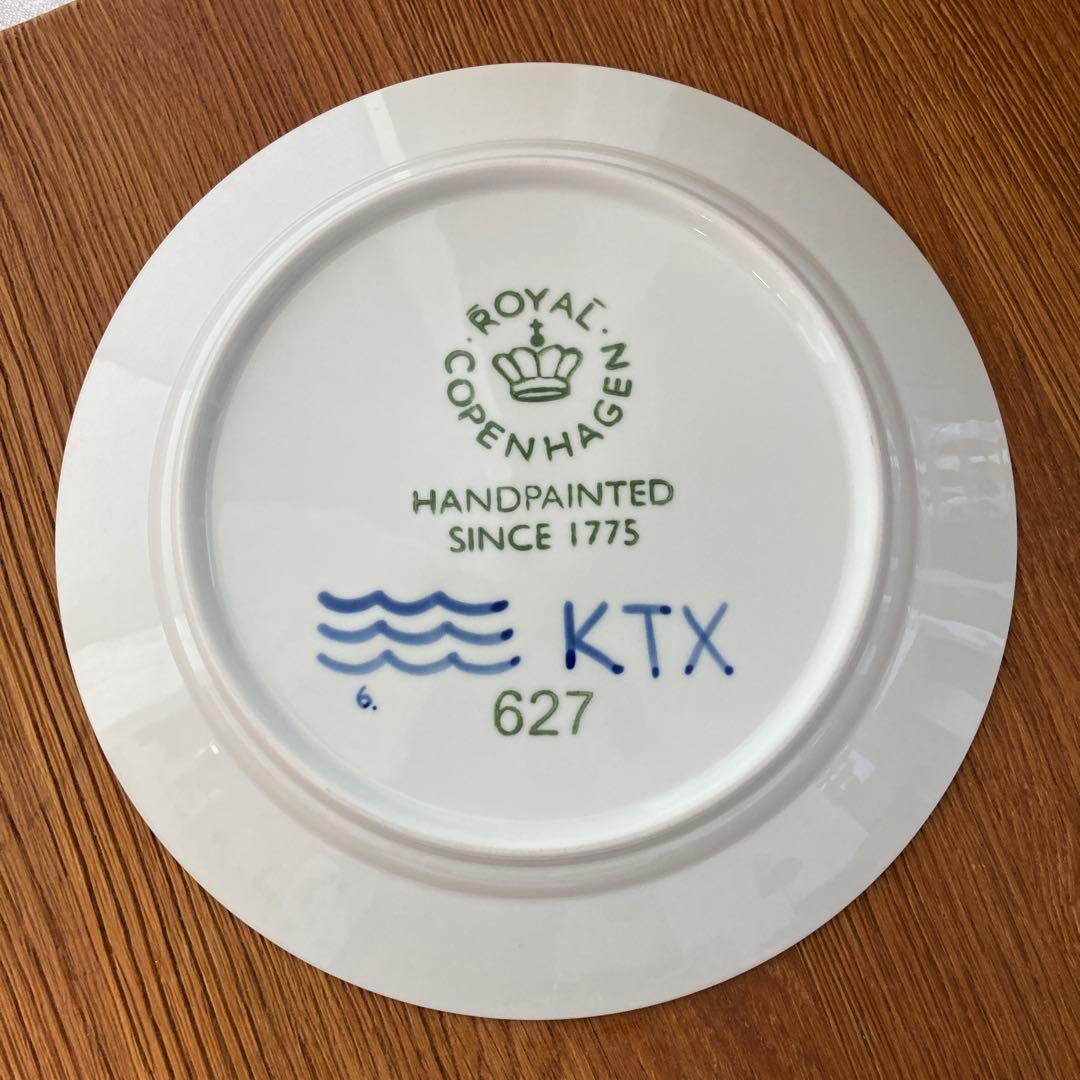 ROYAL
COPENHAGEN
HANDPAINTED
SINCE 1775
KTX
6.
627